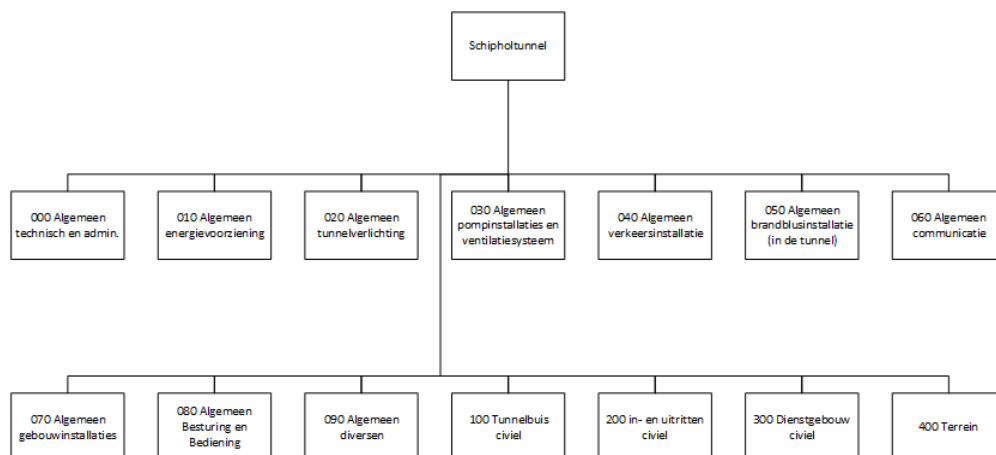 Schipholtunnel
000 Algemeen
technisch en admin.
010 Algemeen
energievoorziening
020 Algemeen
tunnelverlichting
030 Algemeen
pompinstallaties en
ventilatiesysteem
040 Algemeen
verkeersinstallatie
050 Algemeen
brandblusinstallatie
(in de tunnel)
060 Algemeen
communicatie
070 Algemeen
gebouwinstallaties
080 Algemeen
Besturing en
Bediening
090 Algemeen
diversen
100 Tunnelbuis
civiel
200 in- en uitritten
civiel
300 Dienstgebouw
civiel
400 Terrein